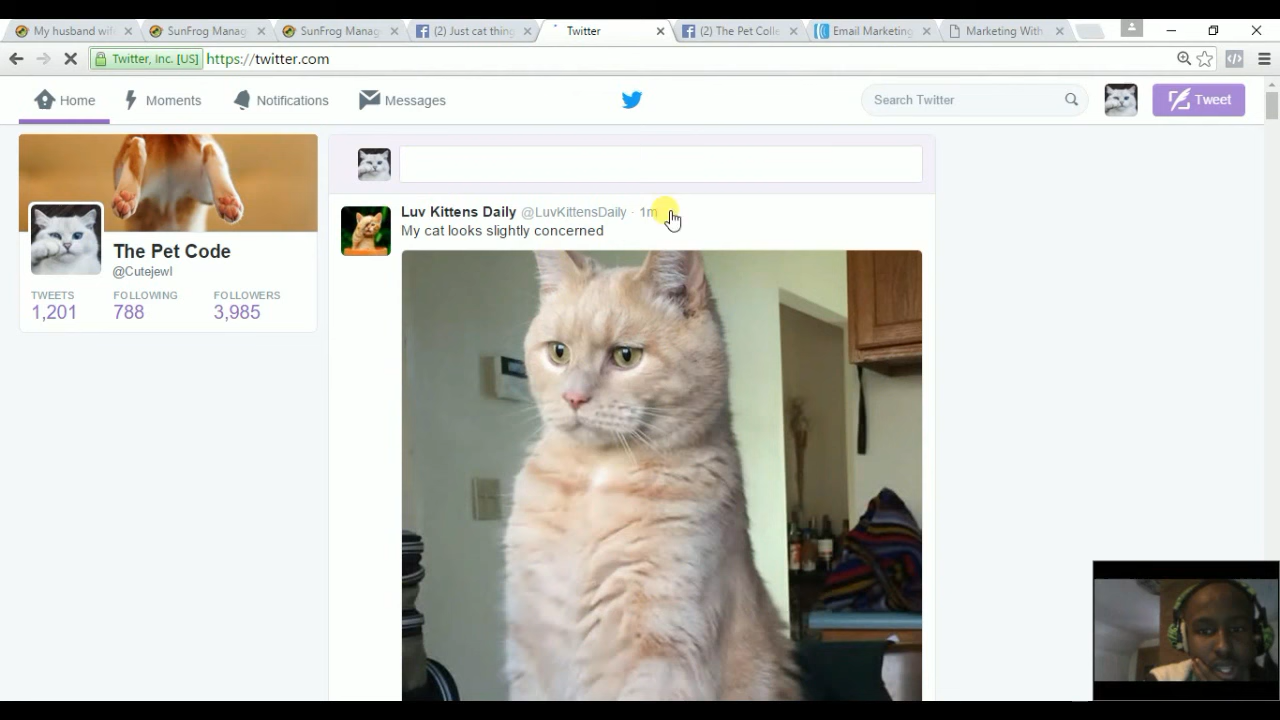 My husband wif
SunFrog Manag
SunFrog Manag
(2) Just cat thing
Twitter
(2) The Pet Colle
Email Marketing
Marketing With
Twitter, Inc. [US] https://twitter.com
Home
Moments
Notifications
Messages
Search Twitter
Tweet
The Pet Code
@Cutejewl
TWEETS FOLLOWING FOLLOWERS
1,201 788 3,985
Luv Kittens Daily @LuvKittensDaily · 1m
My cat looks slightly concerned